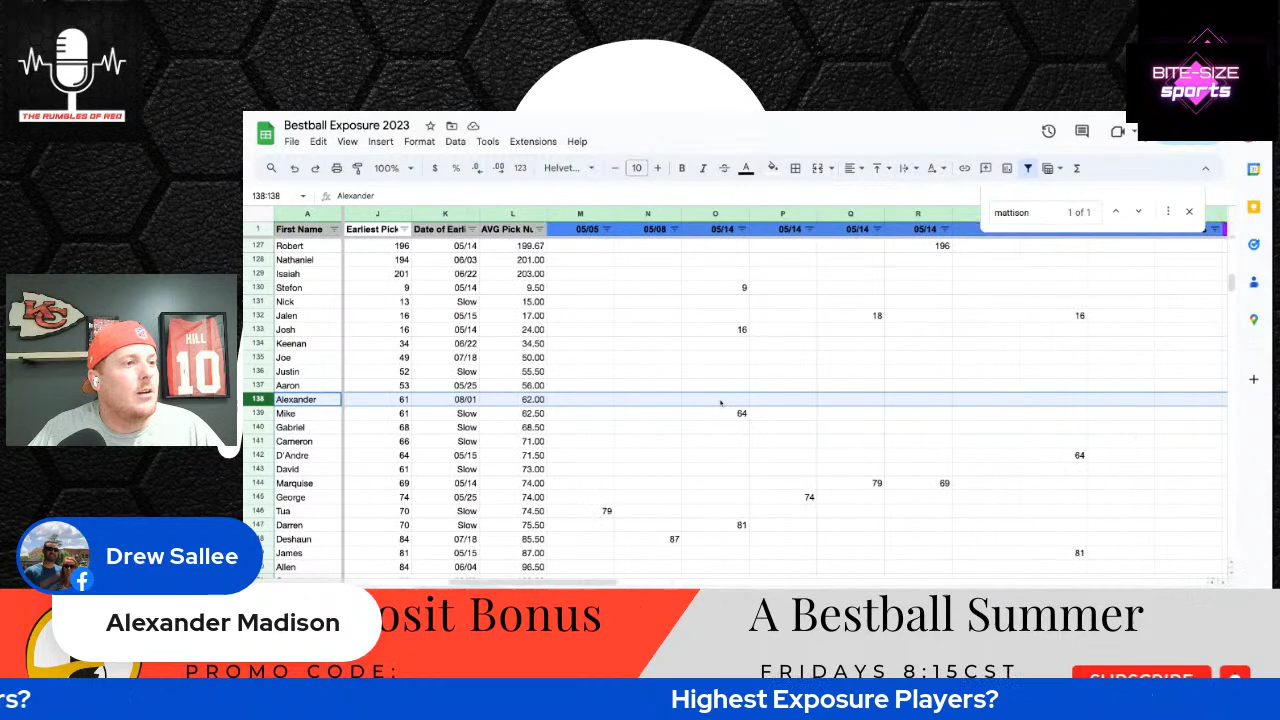 THE RUMBLES OF RED
BITE-SIZE
sports
Bestball Exposure 2023
File Edit View Insert Format Data Tools Extensions Help
100% $ % .0 .00 123 Helvet... 10 B I A
138:138 fx Alexander
mattison 1 of 1
A J K L M N O P Q R
1 First Name Earliest Pick Date of Earli AVG Pick Nu 05/05 05/08 05/14 05/14 05/14 05/14
127 Robert 196 05/14 199.67 196
128 Nathaniel 194 06/03 201.00
129 Isaiah 201 06/22 203.00
130 Stefon 9 05/14 9.50 9
131 Nick 13 Slow 15.00
132 Jalen 16 05/15 17.00 18 16
133 Josh 16 05/14 24.00 16
134 Keenan 34 06/22 34.50
135 Joe 49 07/18 50.00
136 Justin 52 Slow 55.50
137 Aaron 53 05/25 56.00
138 Alexander 61 08/01 62.00
139 Mike 61 Slow 62.50 64
140 Gabriel 68 Slow 68.50
141 Cameron 66 Slow 71.00
142 D'Andre 64 05/15 71.50 64
143 David 61 Slow 73.00
144 Marquise 69 05/14 74.00 79 69
145 George 74 05/25 74.00 74
146 Tua 70 Slow 74.50 79
147 Darren 70 Slow 75.50 81
Deshaun 84 07/18 85.50 87
James 81 05/15 87.00 81
Allen 84 06/04 96.50
KC
HILL
10
Drew Sallee
Alexander Madison
osit Bonus
PROMO CODE:
A Bestball Summer
FRIDAYS 8:15CST
SUBSCRIBE
rs?
Highest Exposure Players?